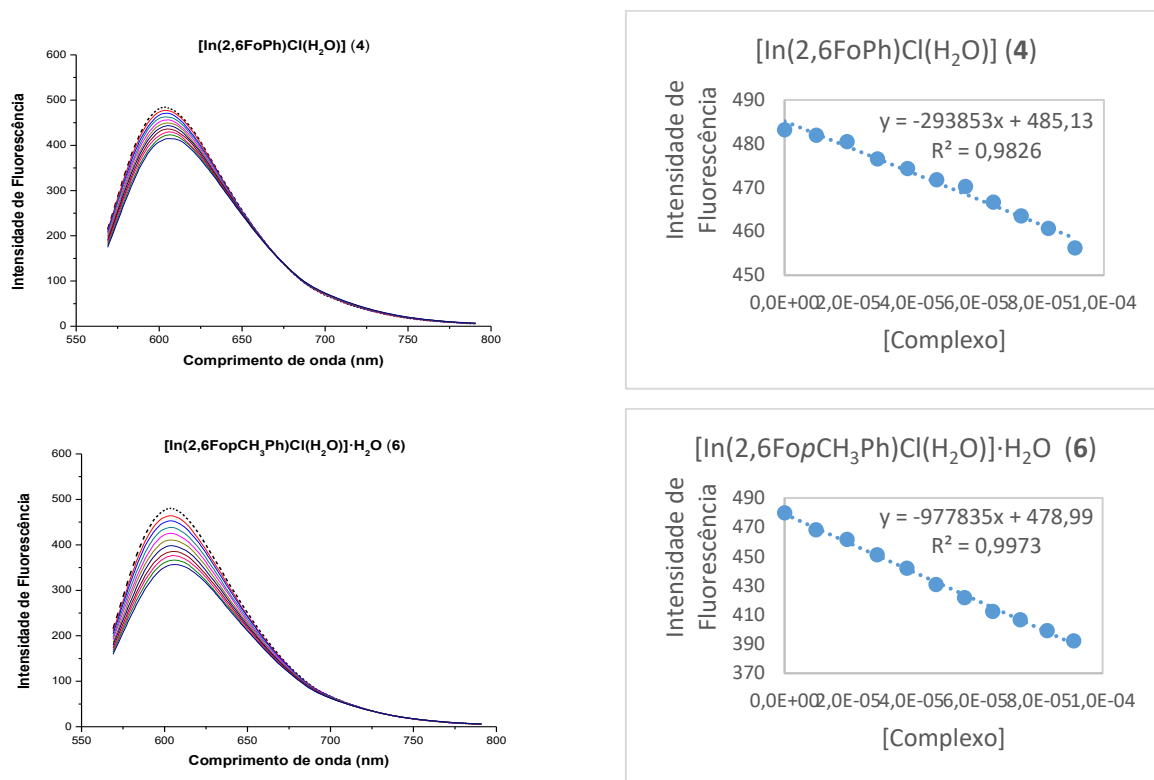 [In(2,6FoPh)Cl(H₂O)] (4)
600
500
400
300
200
100
0
Intensidade de Fluorescência
550
600
650
700
750
800
Comprimento de onda (nm)
[In(2,6FoPh)Cl(H₂O)] (4)
Intensidade de
Fluorescência
490
480
470
460
450
y = -293853x + 485,13
R² = 0,9826
0,0E+00 2,0E-05 4,0E-05 6,0E-05 8,0E-05 1,0E-04
[Complexo]
[In(2,6FopCH₃Ph)Cl(H₂O)]·H₂O (6)
600
500
400
300
200
100
0
Intensidade de Fluorescência
550
600
650
700
750
800
Comprimento de onda (nm)
[In(2,6FopCH₃Ph)Cl(H₂O)]·H₂O (6)
Intensidade de
Fluorescência
490
470
450
430
410
390
370
y = -977835x + 478,99
R² = 0,9973
0,0E+00 2,0E-05 4,0E-05 6,0E-05 8,0E-05 1,0E-04
[Complexo]